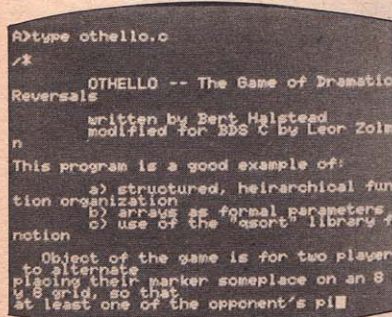 A>type othello.c
/*
OTHELLO -- The Game of Dramatic
Reversals
written by Bert Halstead
modified for BDS C by Leor Zolm
n
This program is a good example of:
a) structured, heirarchical fun
tion organization
b) arrays as formal parameters
c) use of the "qsort" library f
nction
Object of the game is for two player
to alternate
placing their marker someplace on an 8
y 8 grid, so that
at least one of the opponent's pi